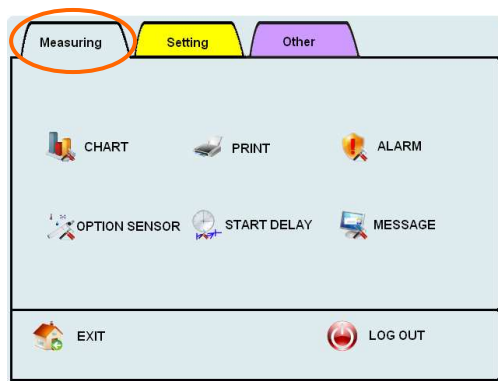 Measuring Setting Other
CHART PRINT ALARM
OPTION SENSOR START DELAY MESSAGE
EXIT LOG OUT